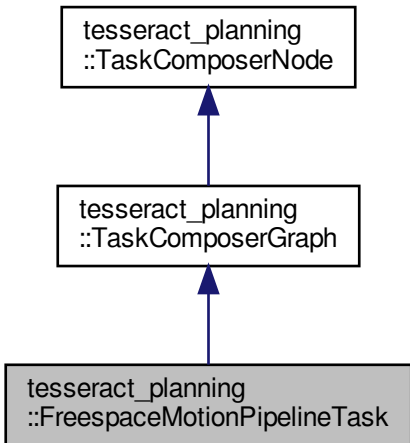 tesseract_planning
::TaskComposerNode
tesseract_planning
::TaskComposerGraph
tesseract_planning
::FreespaceMotionPipelineTask